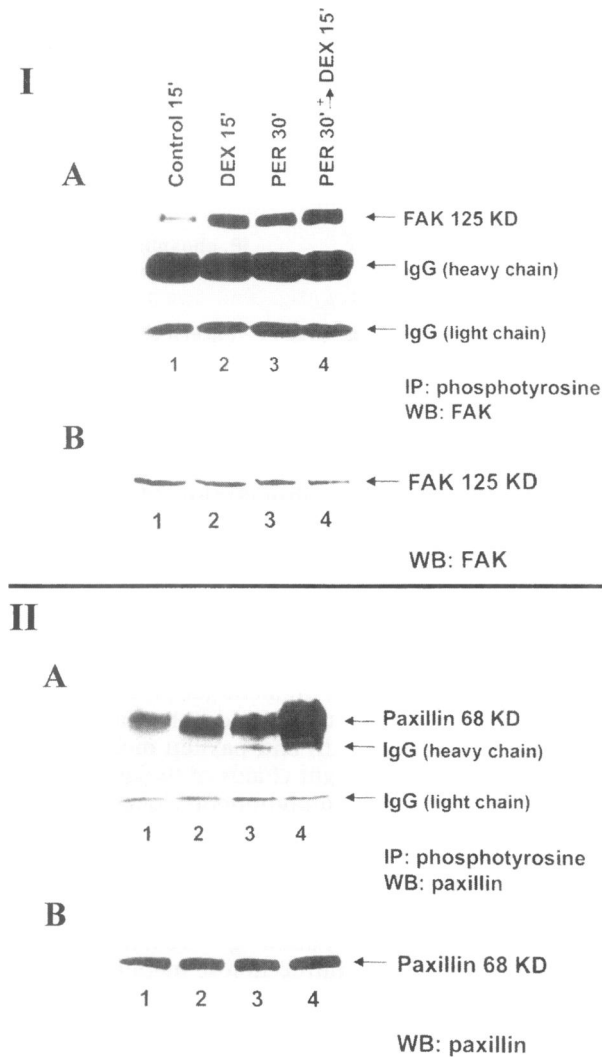 I
Control 15'
DEX 15'
PER 30'
PER 30' + → DEX 15'
A
← FAK 125 KD
← IgG (heavy chain)
← IgG (light chain)
1 2 3 4
IP: phosphotyrosine
WB: FAK
B
← FAK 125 KD
1 2 3 4
WB: FAK
II
A
← Paxillin 68 KD
← IgG (heavy chain)
← IgG (light chain)
1 2 3 4
IP: phosphotyrosine
WB: paxillin
B
← Paxillin 68 KD
1 2 3 4
WB: paxillin